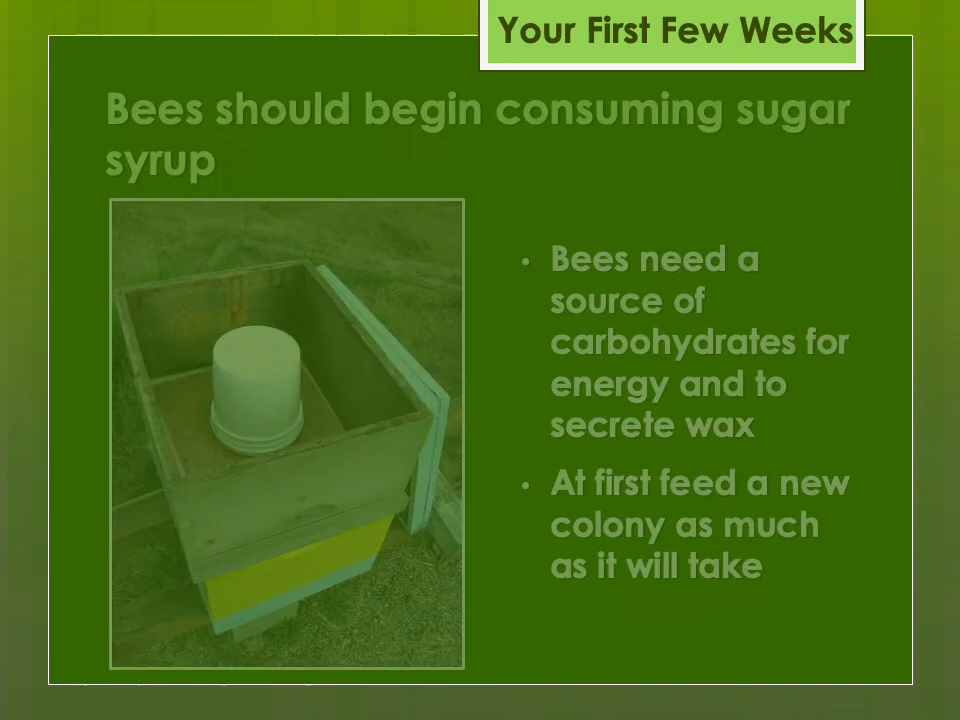 Your First Few Weeks
Bees should begin consuming sugar
syrup
• Bees need a
source of
carbohydrates for
energy and to
secrete wax
• At first feed a new
colony as much
as it will take